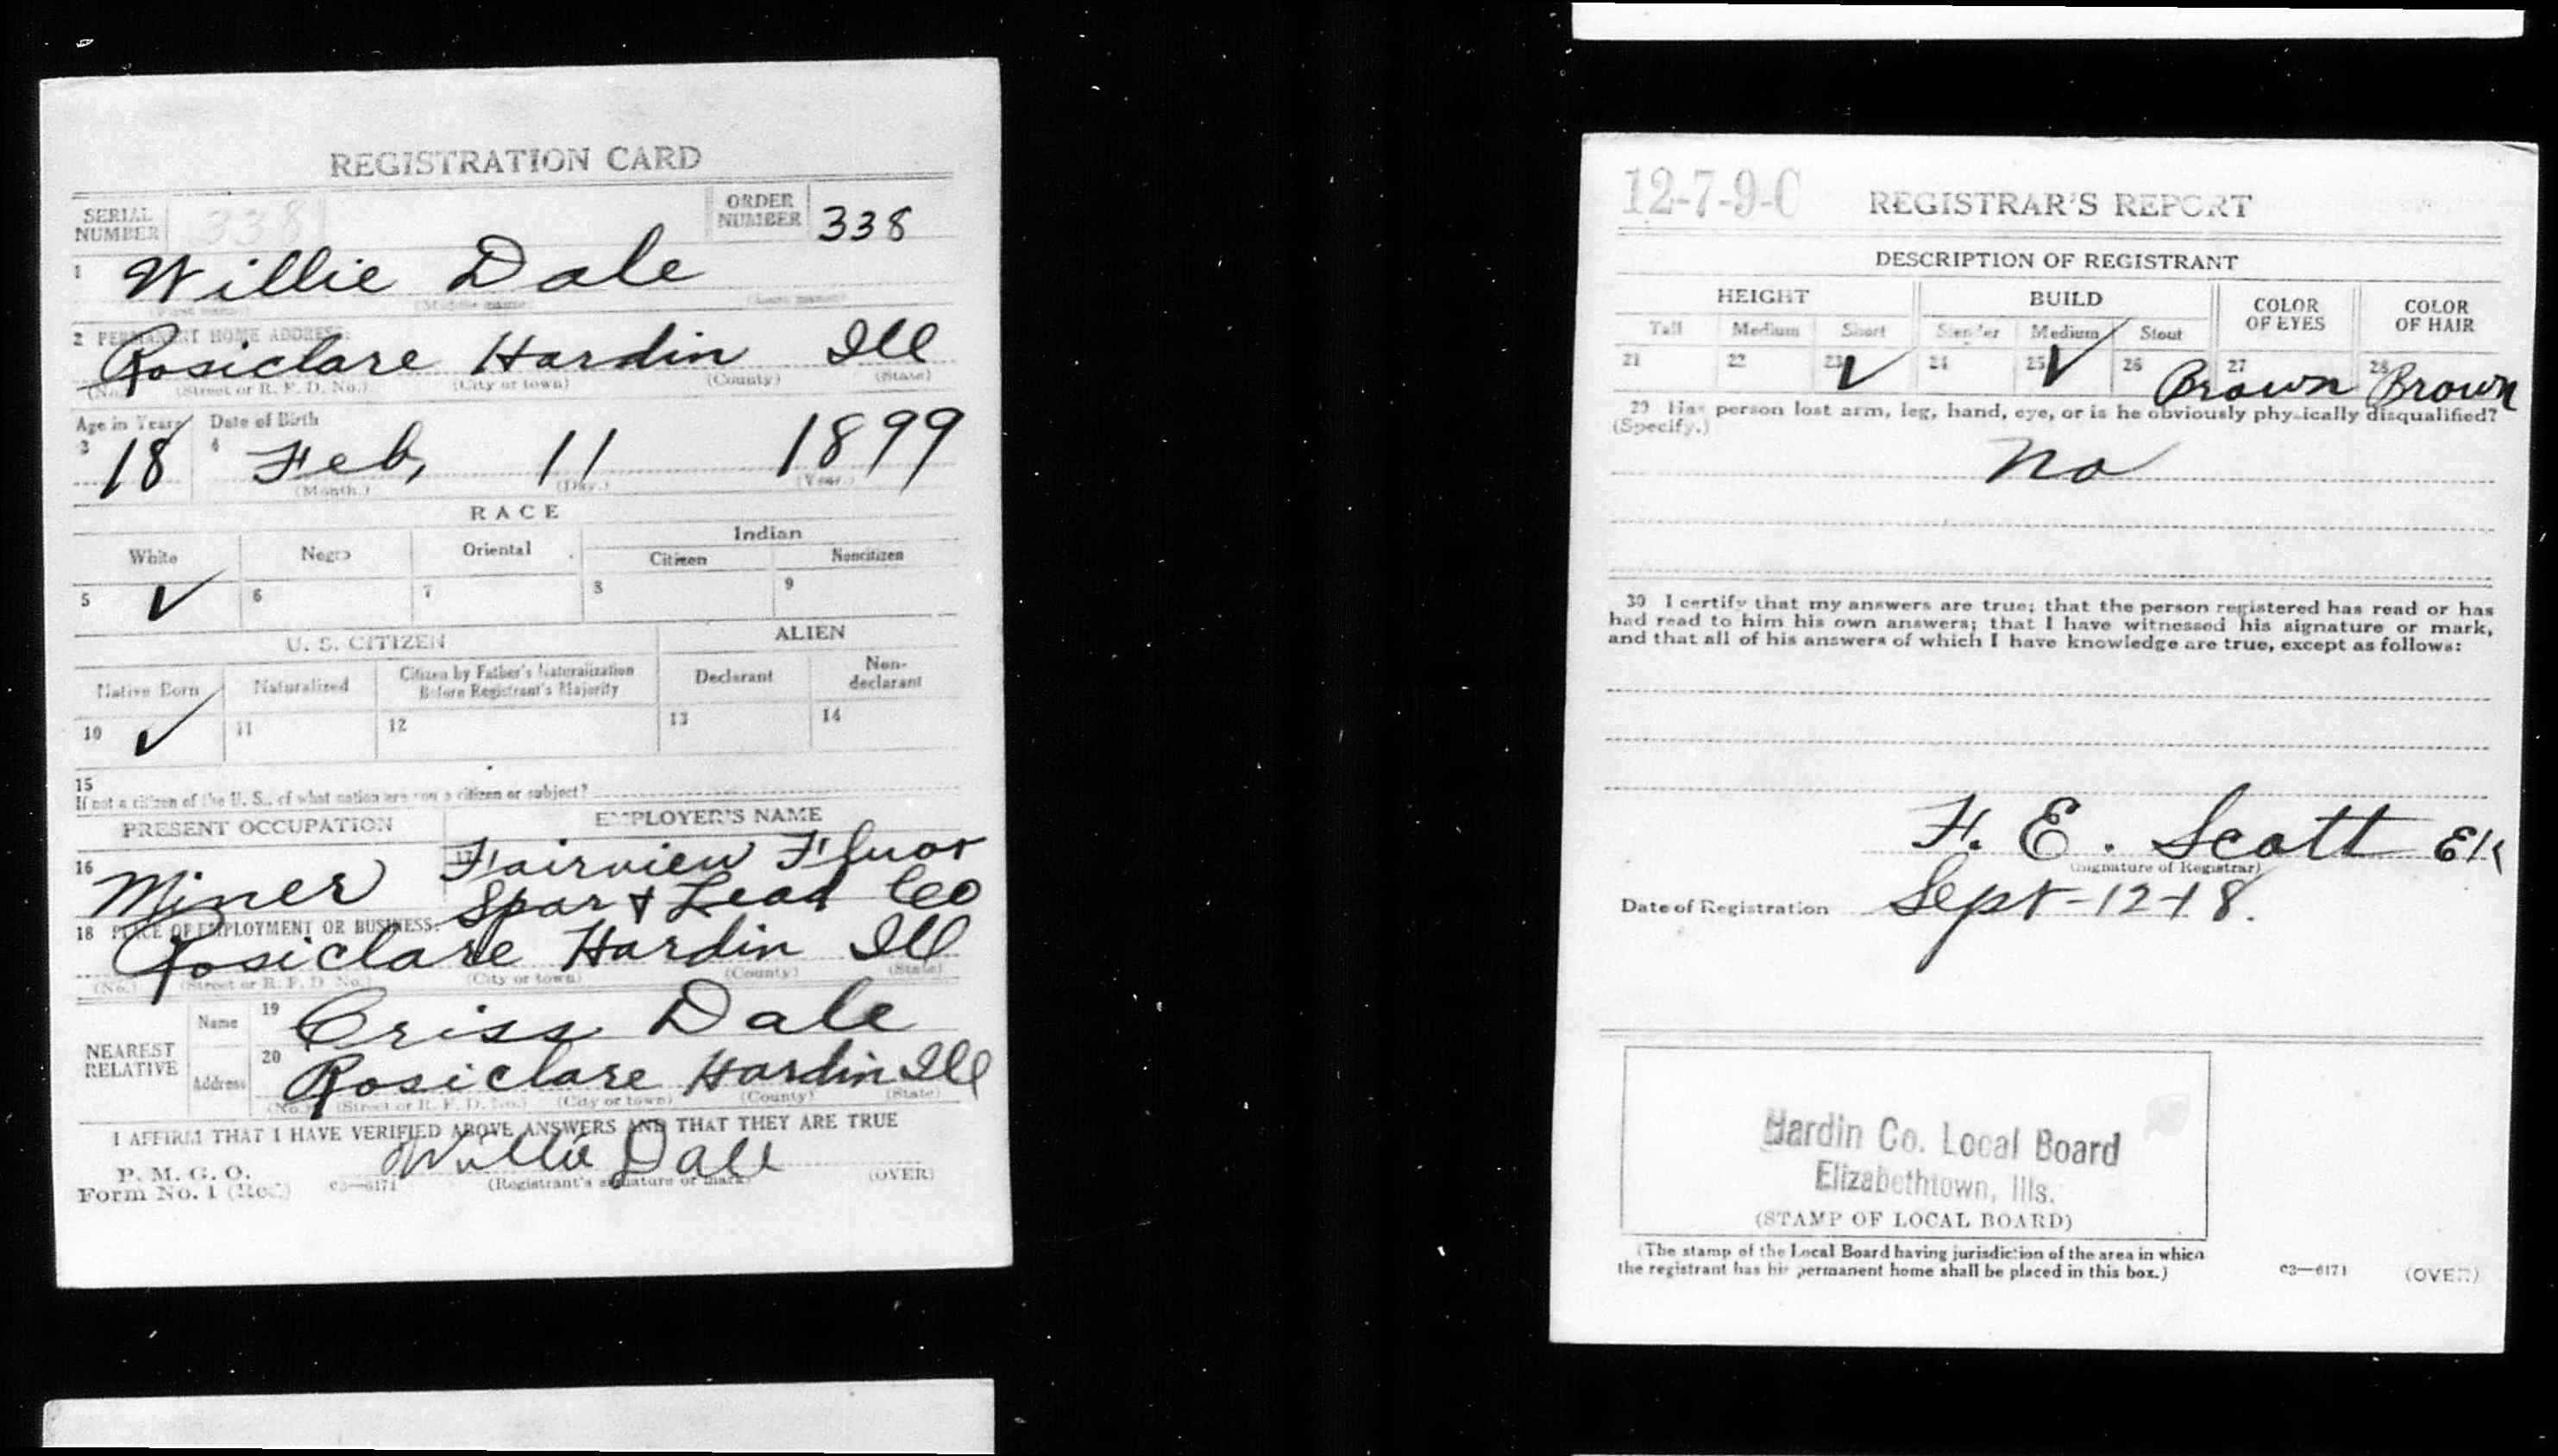 REGISTRATION CARD
SERIAL NUMBER 338
ORDER NUMBER 338
1 Willie Dale
(First name) (Middle name) (Last name)
2 PERMANENT HOME ADDRESS:
Rosiclare Hardin Ill
(No.) (Street or R. F. D. No.) (City or town) (County) (State)
Age in Years Date of Birth
3 18 4 Feb, 11 1899
(Month.) (Day.) (Year.)
RACE
White Negro Oriental Indian
Citizen Noncitizen
5 ✓ 6 7 8 9
U. S. CITIZEN ALIEN
Native Born Naturalized Citizen by Father's Naturalization Before Registrant's Majority Declarant Non-declarant
10 ✓ 11 12 13 14
15
If not a citizen of the U. S., of what nation are you a citizen or subject?
PRESENT OCCUPATION EMPLOYER'S NAME
16 Miner 17 Fairview Fluor
Spar & Lead Co
18 PLACE OF EMPLOYMENT OR BUSINESS:
Rosiclare Hardin Ill
(No.) (Street or R. F. D. No.) (City or town) (County) (State)
NEAREST RELATIVE
Name 19 Criss Dale
Address 20 Rosiclare Hardin Ill
(No.) (Street or R. F. D. No.) (City or town) (County) (State)
I AFFIRM THAT I HAVE VERIFIED ABOVE ANSWERS AND THAT THEY ARE TRUE
P. M. G. O.
Form No. 1 (Red) c3—6171 Willie Dale (OVER)
(Registrant's signature or mark)
12-7-9-C REGISTRAR'S REPORT
DESCRIPTION OF REGISTRANT
HEIGHT BUILD COLOR OF EYES COLOR OF HAIR
Tall Medium Short Slender Medium Stout
21 22 23 ✓ 24 25 ✓ 26 27 Brown 28 Brown
29 Has person lost arm, leg, hand, eye, or is he obviously physically disqualified?
(Specify.)
No
30 I certify that my answers are true; that the person registered has read or has
had read to him his own answers; that I have witnessed his signature or mark,
and that all of his answers of which I have knowledge are true, except as follows:
F. E. Scott
(Signature of Registrar)
Date of Registration Sept-12-18.
Hardin Co. Local Board
Elizabethtown, Ills.
(STAMP OF LOCAL BOARD)
(The stamp of the Local Board having jurisdiction of the area in which
the registrant has his permanent home shall be placed in this box.)
c3—6171 (OVER)